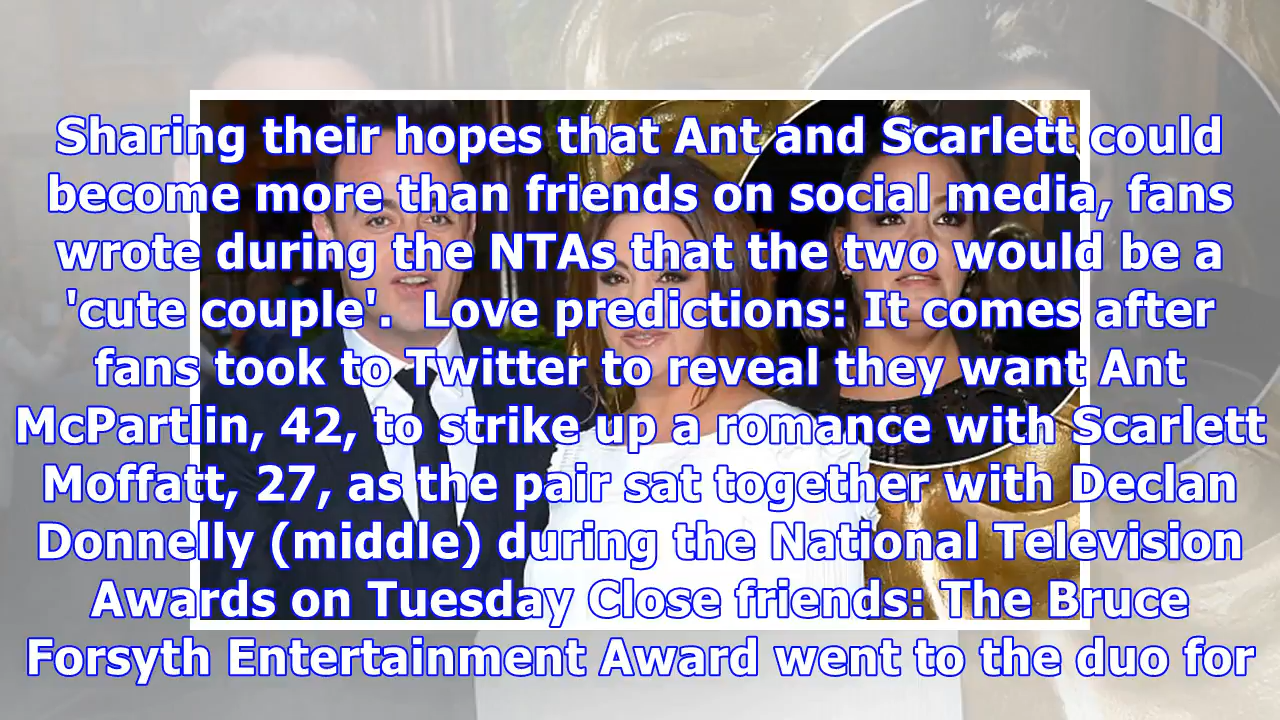 Sharing their hopes that Ant and Scarlett could
become more than friends on social media, fans
wrote during the NTAs that the two would be a
'cute couple'.  Love predictions: It comes after
fans took to Twitter to reveal they want Ant
McPartlin, 42, to strike up a romance with Scarlett
Moffatt, 27, as the pair sat together with Declan
Donnelly (middle) during the National Television
Awards on Tuesday Close friends: The Bruce
Forsyth Entertainment Award went to the duo for